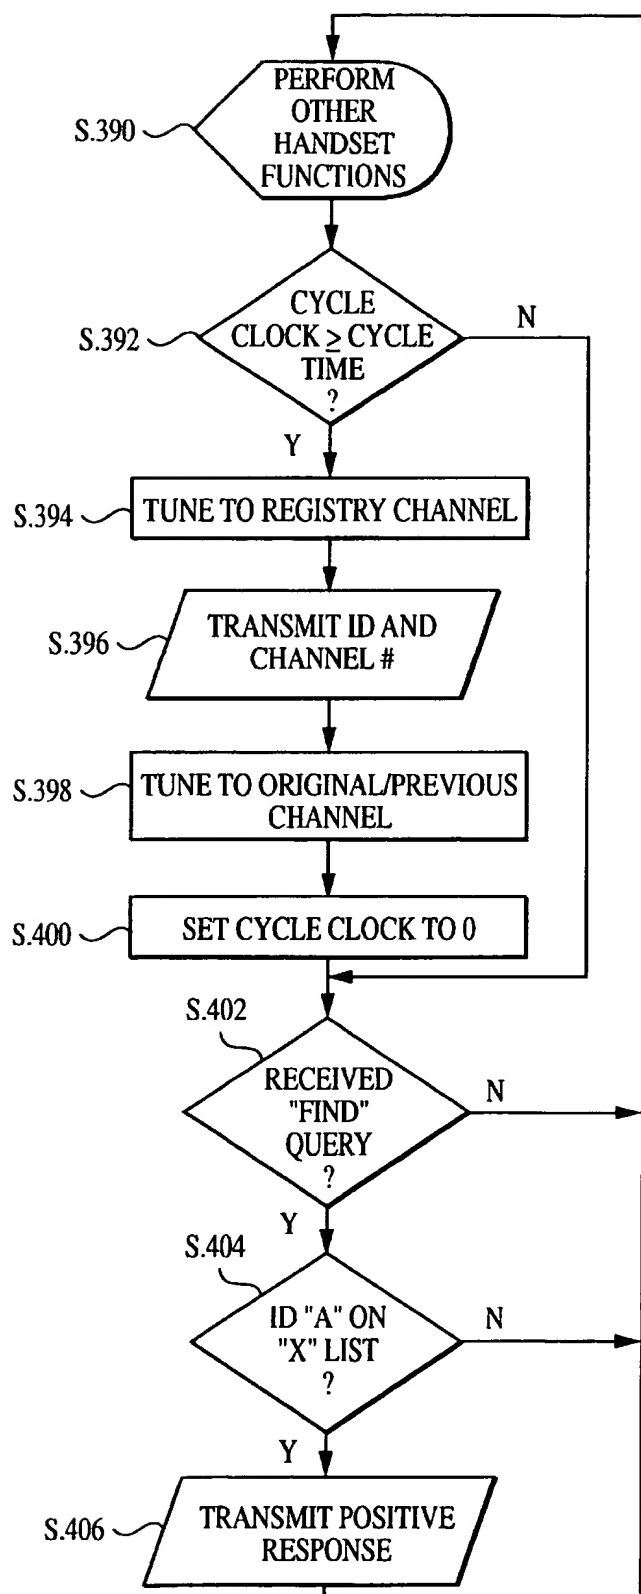 PERFORM
OTHER
HANDSET
FUNCTIONS
S.390
CYCLE
CLOCK ≥ CYCLE
TIME
?
S.392
N
Y
S.394
TUNE TO REGISTRY CHANNEL
S.396
TRANSMIT ID AND
CHANNEL #
S.398
TUNE TO ORIGINAL/PREVIOUS
CHANNEL
S.400
SET CYCLE CLOCK TO 0
S.402
RECEIVED
"FIND"
QUERY
?
N
Y
S.404
ID "A" ON
"X" LIST
?
N
Y
S.406
TRANSMIT POSITIVE
RESPONSE